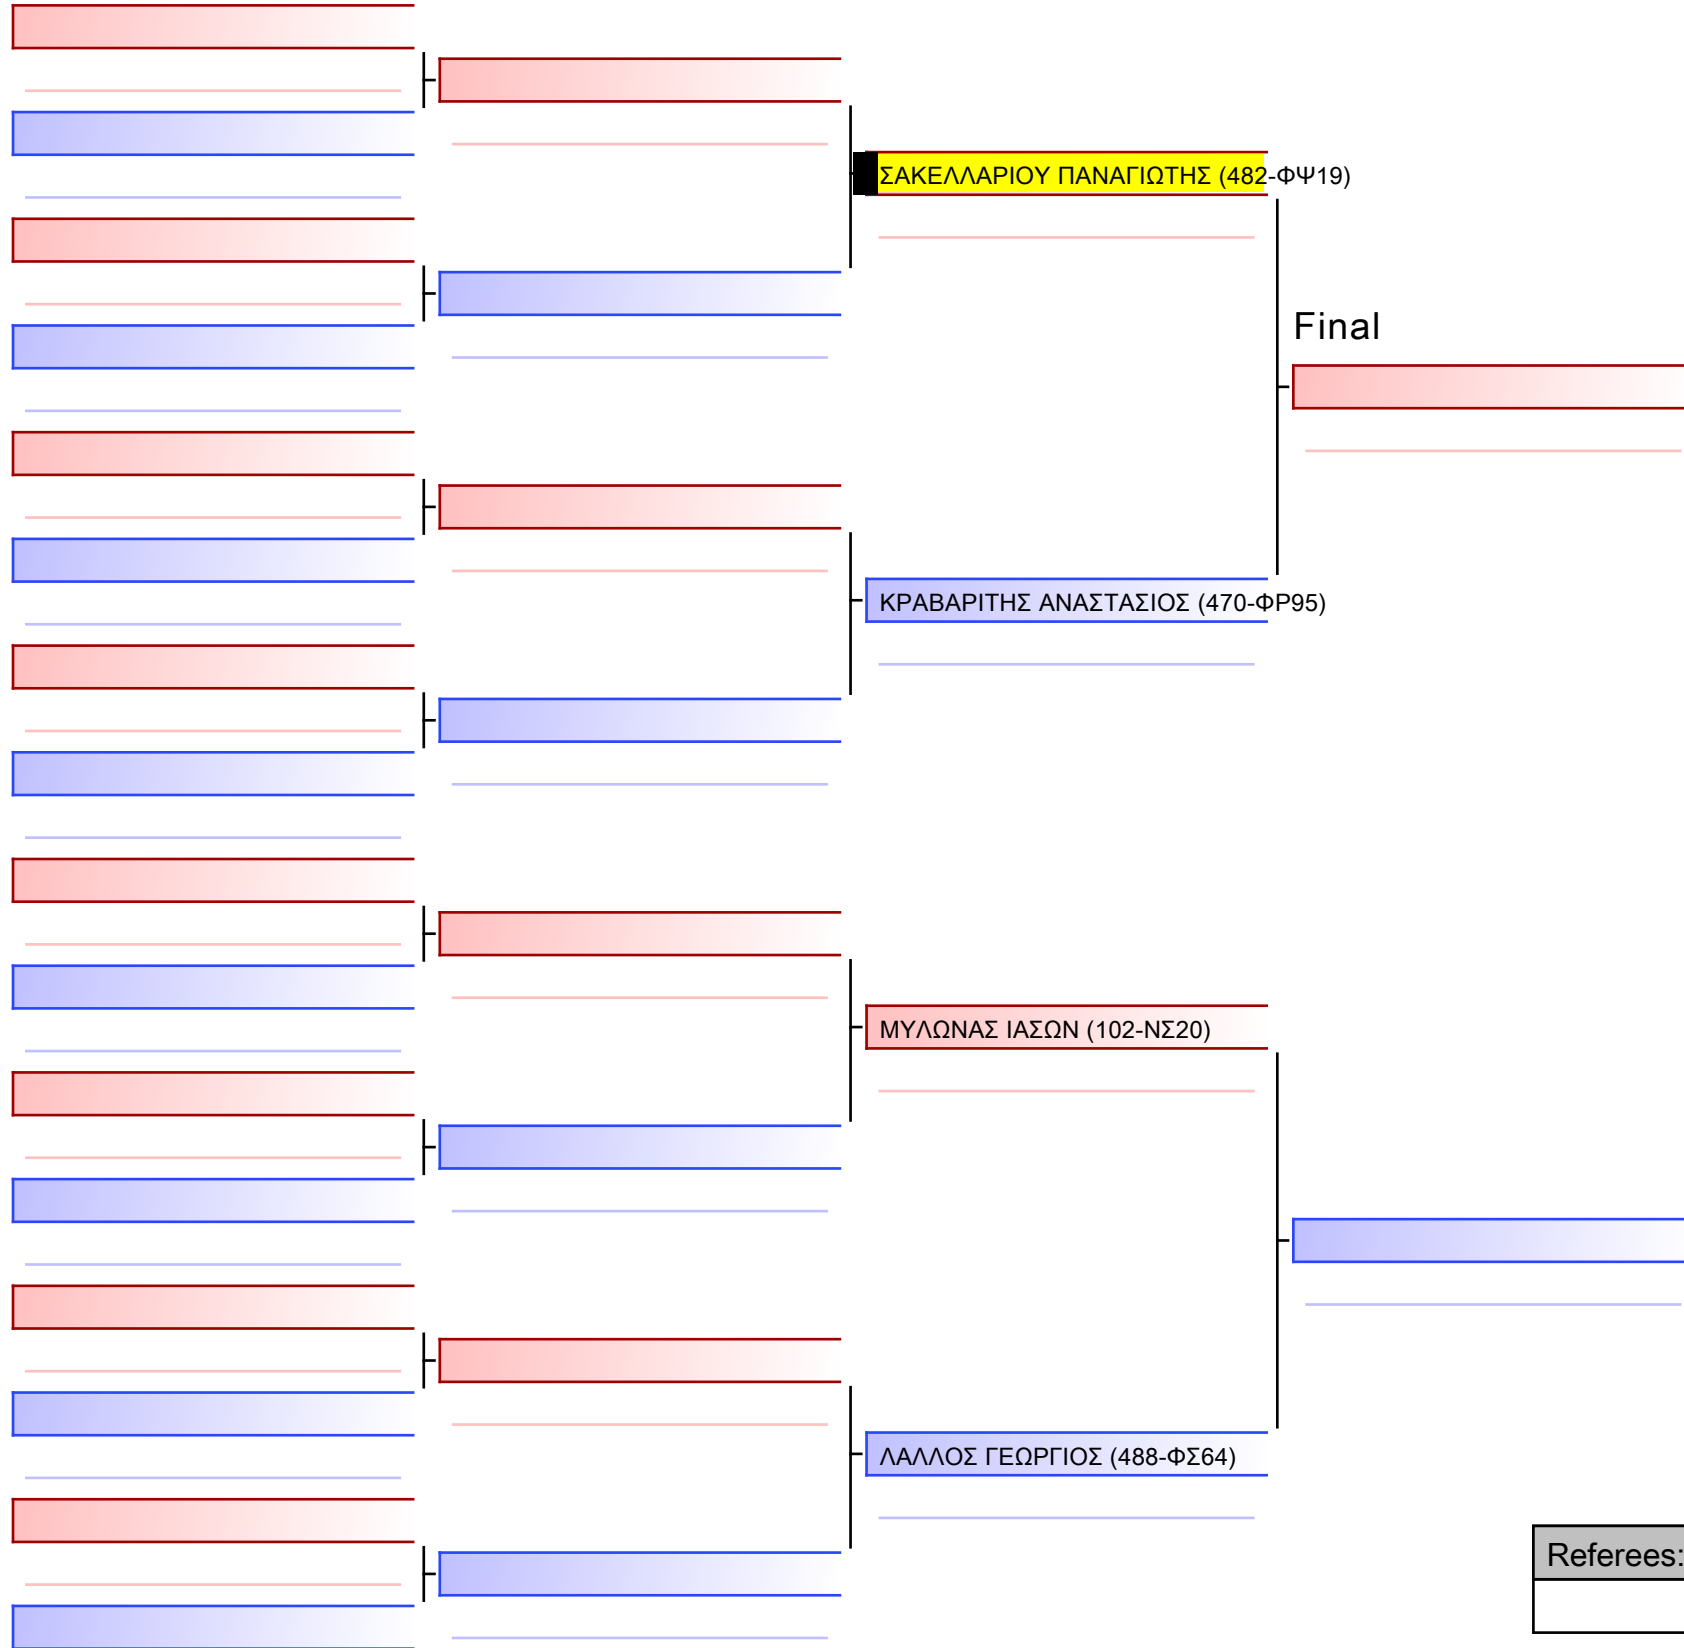 ΣΑΚΕΛΛΑΡΙΟΥ ΠΑΝΑΓΙΩΤΗΣ (482-ΦΨ19)
Final
ΚΡΑΒΑΡΙΤΗΣ ΑΝΑΣΤΑΣΙΟΣ (470-ΦΡ95)
ΜΥΛΩΝΑΣ ΙΑΣΩΝ (102-ΝΣ20)
ΛΑΛΛΟΣ ΓΕΩΡΓΙΟΣ (488-ΦΣ64)
Referees: